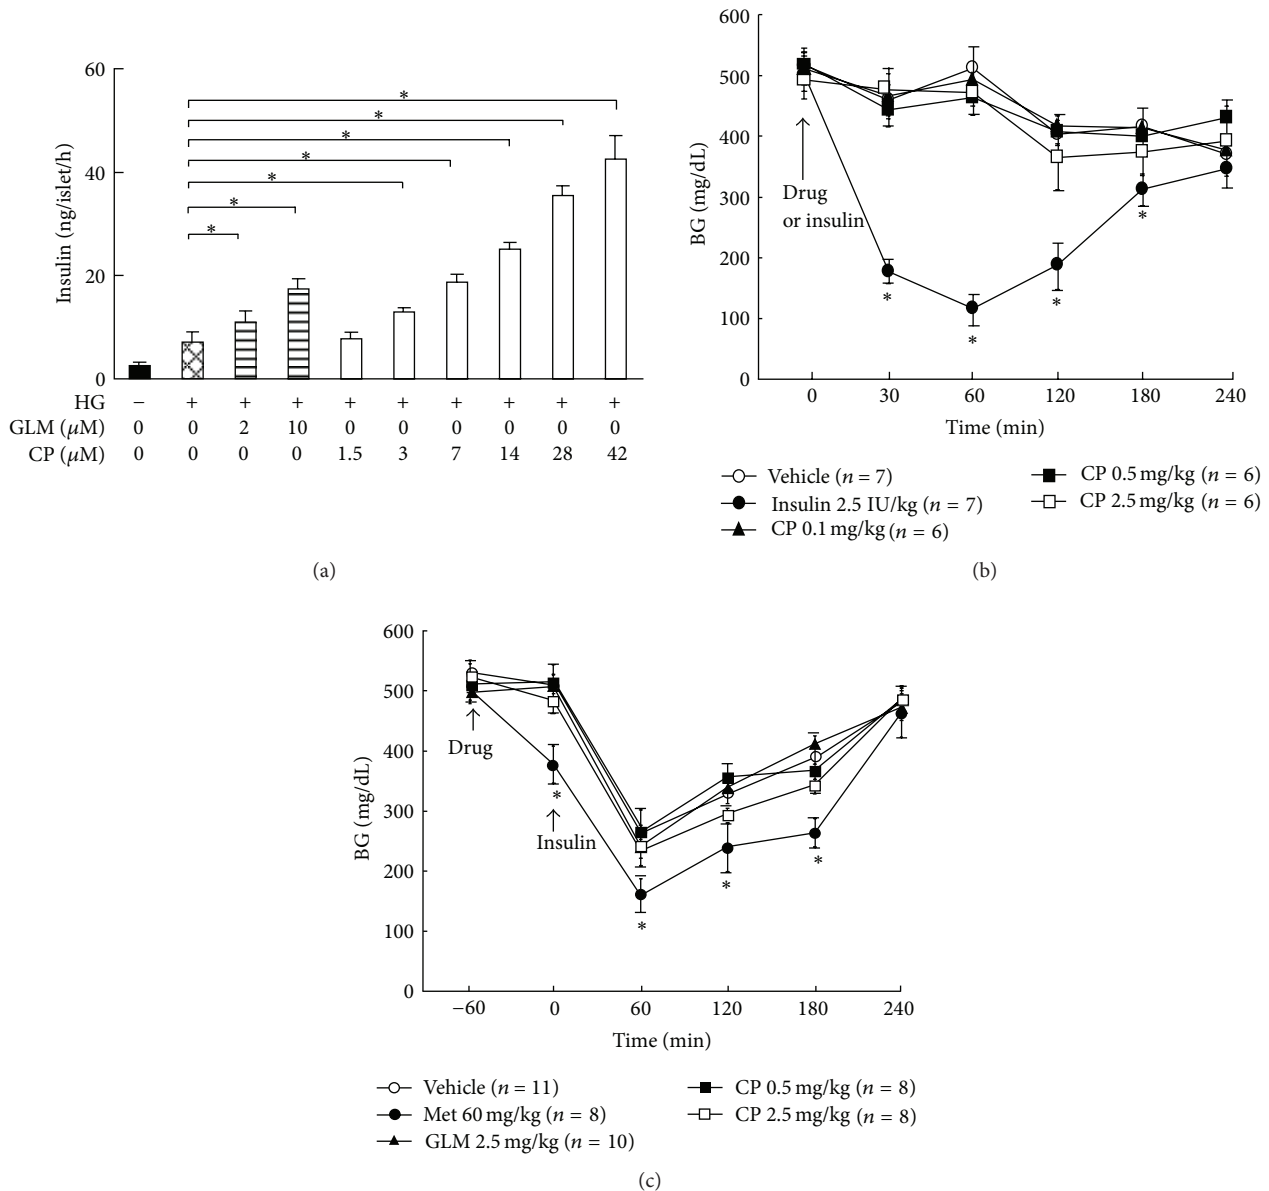 60
40
20
0
Insulin (ng/islet/h)
* * * * * * *
HG − + + + + + + + + +
GLM (μM) 0 0 2 10 0 0 0 0 0 0
CP (μM) 0 0 0 0 1.5 3 7 14 28 42
(a)
600
500
400
300
200
100
0
BG (mg/dL)
Drug
or insulin
* * * *
0 30 60 120 180 240
Time (min)
Vehicle (n = 7)
Insulin 2.5 IU/kg (n = 7)
CP 0.1 mg/kg (n = 6)
CP 0.5 mg/kg (n = 6)
CP 2.5 mg/kg (n = 6)
(b)
600
500
400
300
200
100
0
BG (mg/dL)
Drug
Insulin
* * * *
−60 0 60 120 180 240
Time (min)
Vehicle (n = 11)
Met 60 mg/kg (n = 8)
GLM 2.5 mg/kg (n = 10)
CP 0.5 mg/kg (n = 8)
CP 2.5 mg/kg (n = 8)
(c)